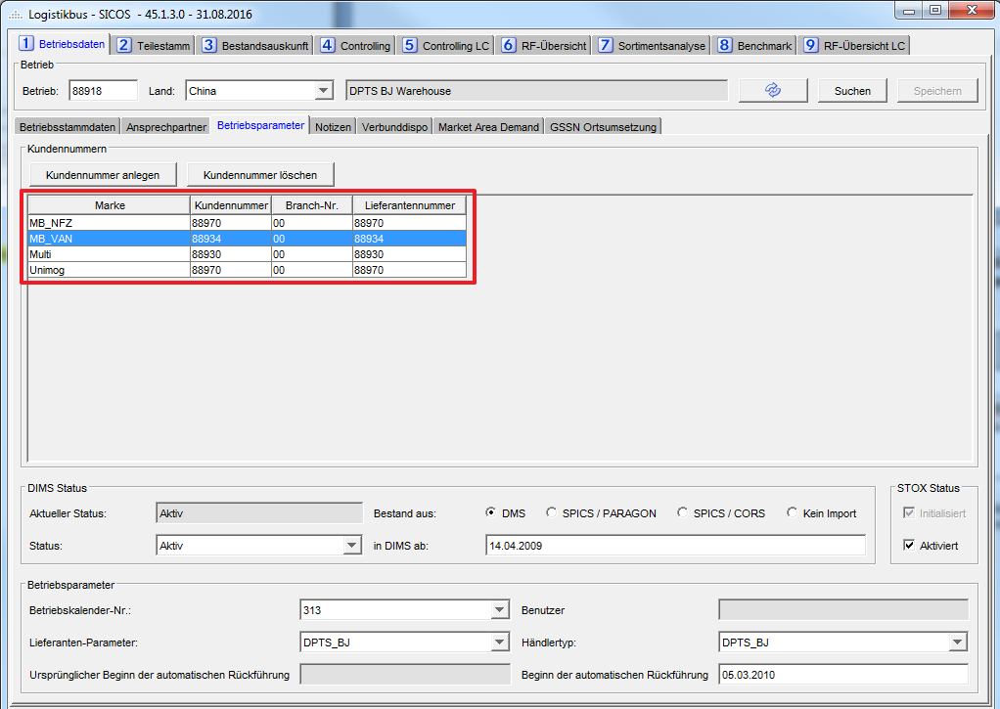 Logistikbus - SICOS - 45.1.3.0 - 31.08.2016
1 Betriebsdaten 2 Teilestamm 3 Bestandsauskunft 4 Controlling 5 Controlling LC 6 RF-Übersicht 7 Sortimentsanalyse 8 Benchmark 9 RF-Übersicht LC
Betrieb
Betrieb: 88918 Land: China DPTS BJ Warehouse Suchen Speichern
Betriebsstammdaten Ansprechpartner Betriebsparameter Notizen Verbunddispo Market Area Demand GSSN Ortsumsetzung
Kundennummern
Kundennummer anlegen Kundennummer löschen
Marke Kundennummer Branch-Nr. Lieferantennummer
MB_NFZ 88970 00 88970
MB_VAN 88934 00 88934
Multi 88930 00 88930
Unimog 88970 00 88970
DIMS Status STOX Status
Aktueller Status: Aktiv Bestand aus: DMS SPICS / PARAGON SPICS / CORS Kein Import Initialisiert
Status: Aktiv in DIMS ab: 14.04.2009 Aktiviert
Betriebsparameter
Betriebskalender-Nr.: 313 Benutzer
Lieferanten-Parameter: DPTS_BJ Händlertyp: DPTS_BJ
Ursprünglicher Beginn der automatischen Rückführung Beginn der automatischen Rückführung 05.03.2010